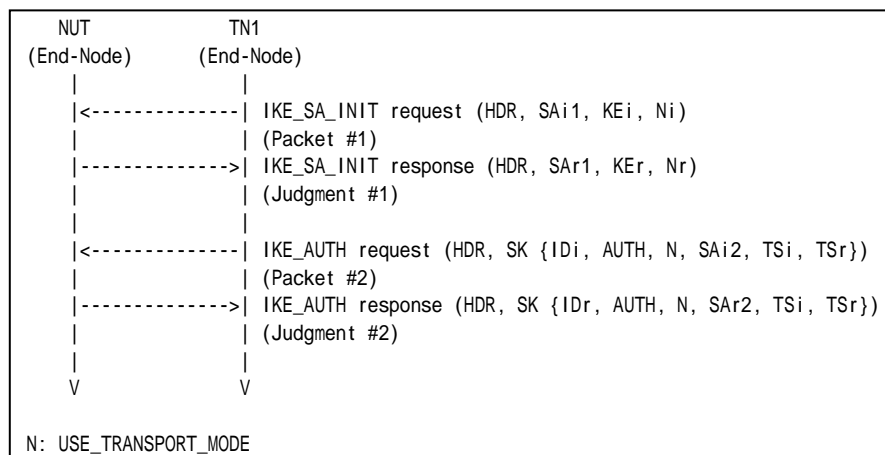 NUT TN1
(End-Node) (End-Node)
| |
|<--------------| IKE_SA_INIT request (HDR, SAi1, KEi, Ni)
| | (Packet #1)
|-------------->| IKE_SA_INIT response (HDR, SAr1, KEr, Nr)
| | (Judgment #1)
| |
|<--------------| IKE_AUTH request (HDR, SK {IDi, AUTH, N, SAi2, TSi, TSr})
| | (Packet #2)
|-------------->| IKE_AUTH response (HDR, SK {IDr, AUTH, N, SAr2, TSi, TSr})
| | (Judgment #2)
| |
V V
N: USE_TRANSPORT_MODE